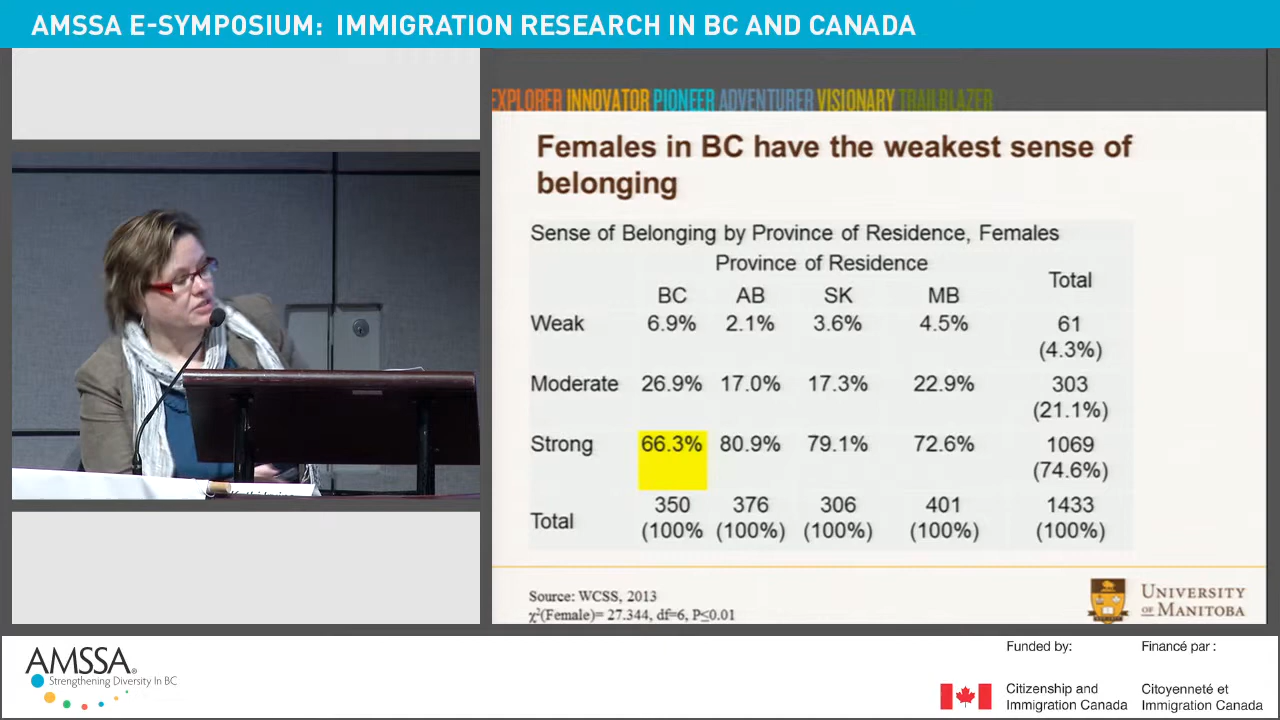 AMSSA E-SYMPOSIUM: IMMIGRATION RESEARCH IN BC AND CANADA
EXPLORER INNOVATOR PIONEER ADVENTURER VISIONARY TRAILBLAZER
Females in BC have the weakest sense of
belonging
Sense of Belonging by Province of Residence, Females
Province of Residence
Total
BC AB SK MB
Weak 6.9% 2.1% 3.6% 4.5% 61
(4.3%)
Moderate 26.9% 17.0% 17.3% 22.9% 303
(21.1%)
Strong 66.3% 80.9% 79.1% 72.6% 1069
(74.6%)
Total 350 376 306 401 1433
(100% (100%) (100%) (100%) (100%)
Source: WCSS, 2013
χ²(Female)= 27.344, df=6, P≤0.01
UNIVERSITY
OF MANITOBA
AMSSA®
Strengthening Diversity In BC
Funded by:
Citizenship and
Immigration Canada
Financé par :
Citoyenneté et
Immigration Canada